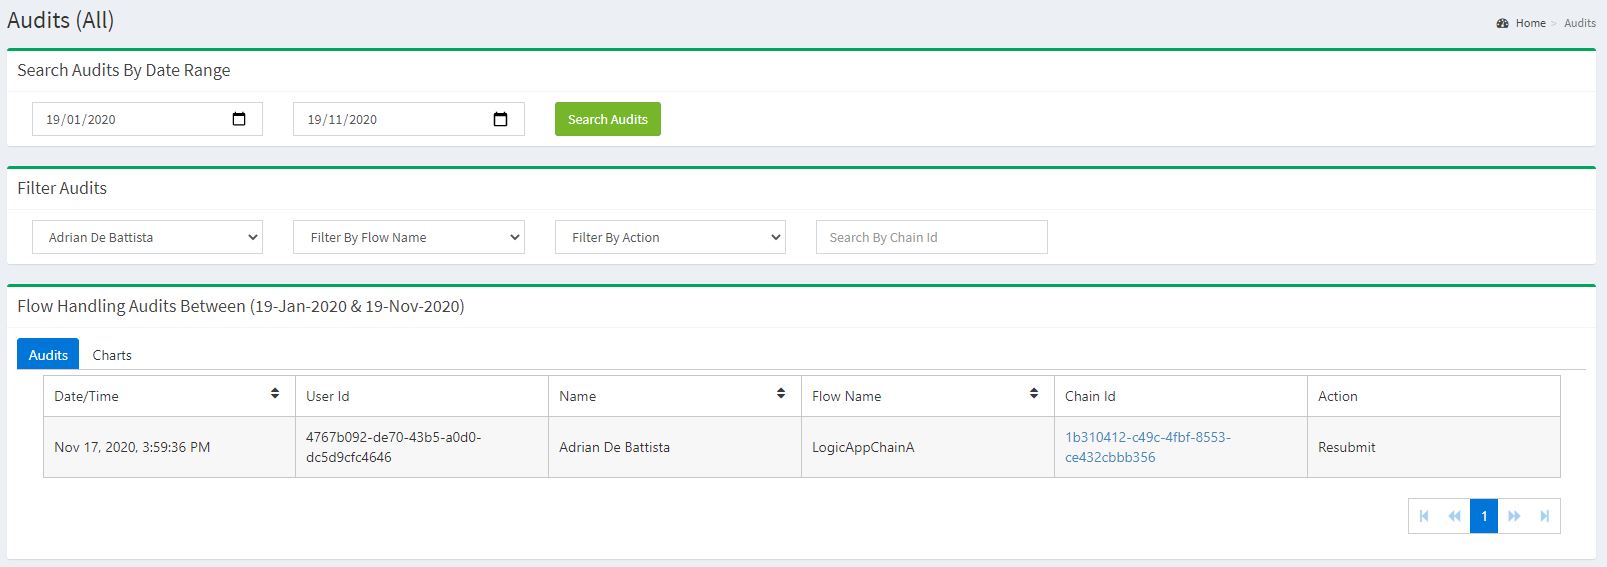 Audits (All)
Home > Audits
Search Audits By Date Range
19/01/2020 19/11/2020 Search Audits
Filter Audits
Adrian De Battista Filter By Flow Name Filter By Action Search By Chain Id
Flow Handling Audits Between (19-Jan-2020 & 19-Nov-2020)
Audits Charts
Date/Time User Id Name Flow Name Chain Id Action
Nov 17, 2020, 3:59:36 PM 4767b092-de70-43b5-a0d0- Adrian De Battista LogicAppChainA 1b310412-c49c-4fbf-8553- Resubmit
dc5d9cfc4646 ce432cbbb356
1